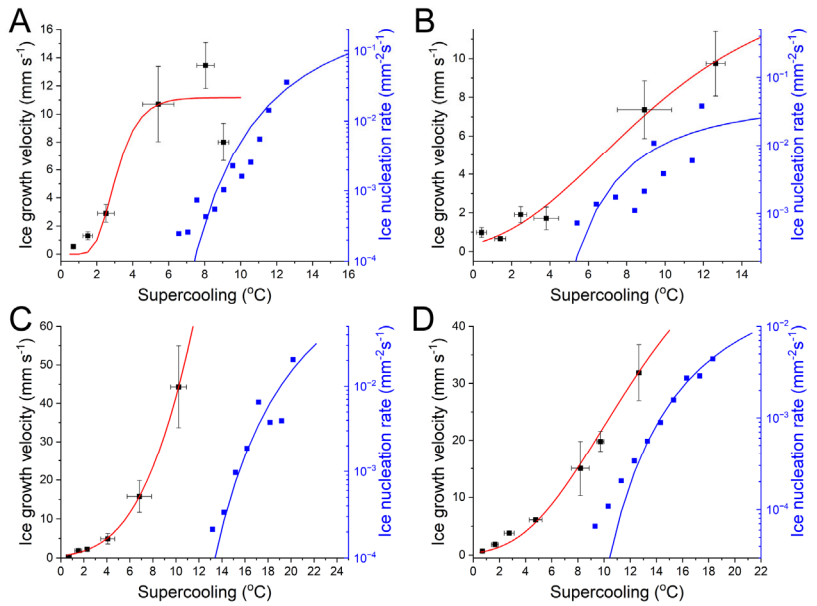 A
B
16
14
12
10
8
6
4
2
0
Ice growth velocity (mm s⁻¹)
10⁻¹
10⁻²
10⁻³
10⁻⁴
Ice nucleation rate (mm⁻²s⁻¹)
0 2 4 6 8 10 12 14 16
Supercooling (°C)
10
8
6
4
2
0
Ice growth velocity (mm s⁻¹)
10⁻¹
10⁻²
10⁻³
Ice nucleation rate (mm⁻²s⁻¹)
0 2 4 6 8 10 12 14
Supercooling (°C)
C
D
60
50
40
30
20
10
0
Ice growth velocity (mm s⁻¹)
10⁻²
10⁻³
10⁻⁴
Ice nucleation rate (mm⁻²s⁻¹)
0 2 4 6 8 10 12 14 16 18 20 22 24
Supercooling (°C)
40
30
20
10
0
Ice growth velocity (mm s⁻¹)
10⁻²
10⁻³
10⁻⁴
Ice nucleation rate (mm⁻²s⁻¹)
0 2 4 6 8 10 12 14 16 18 20 22
Supercooling (°C)